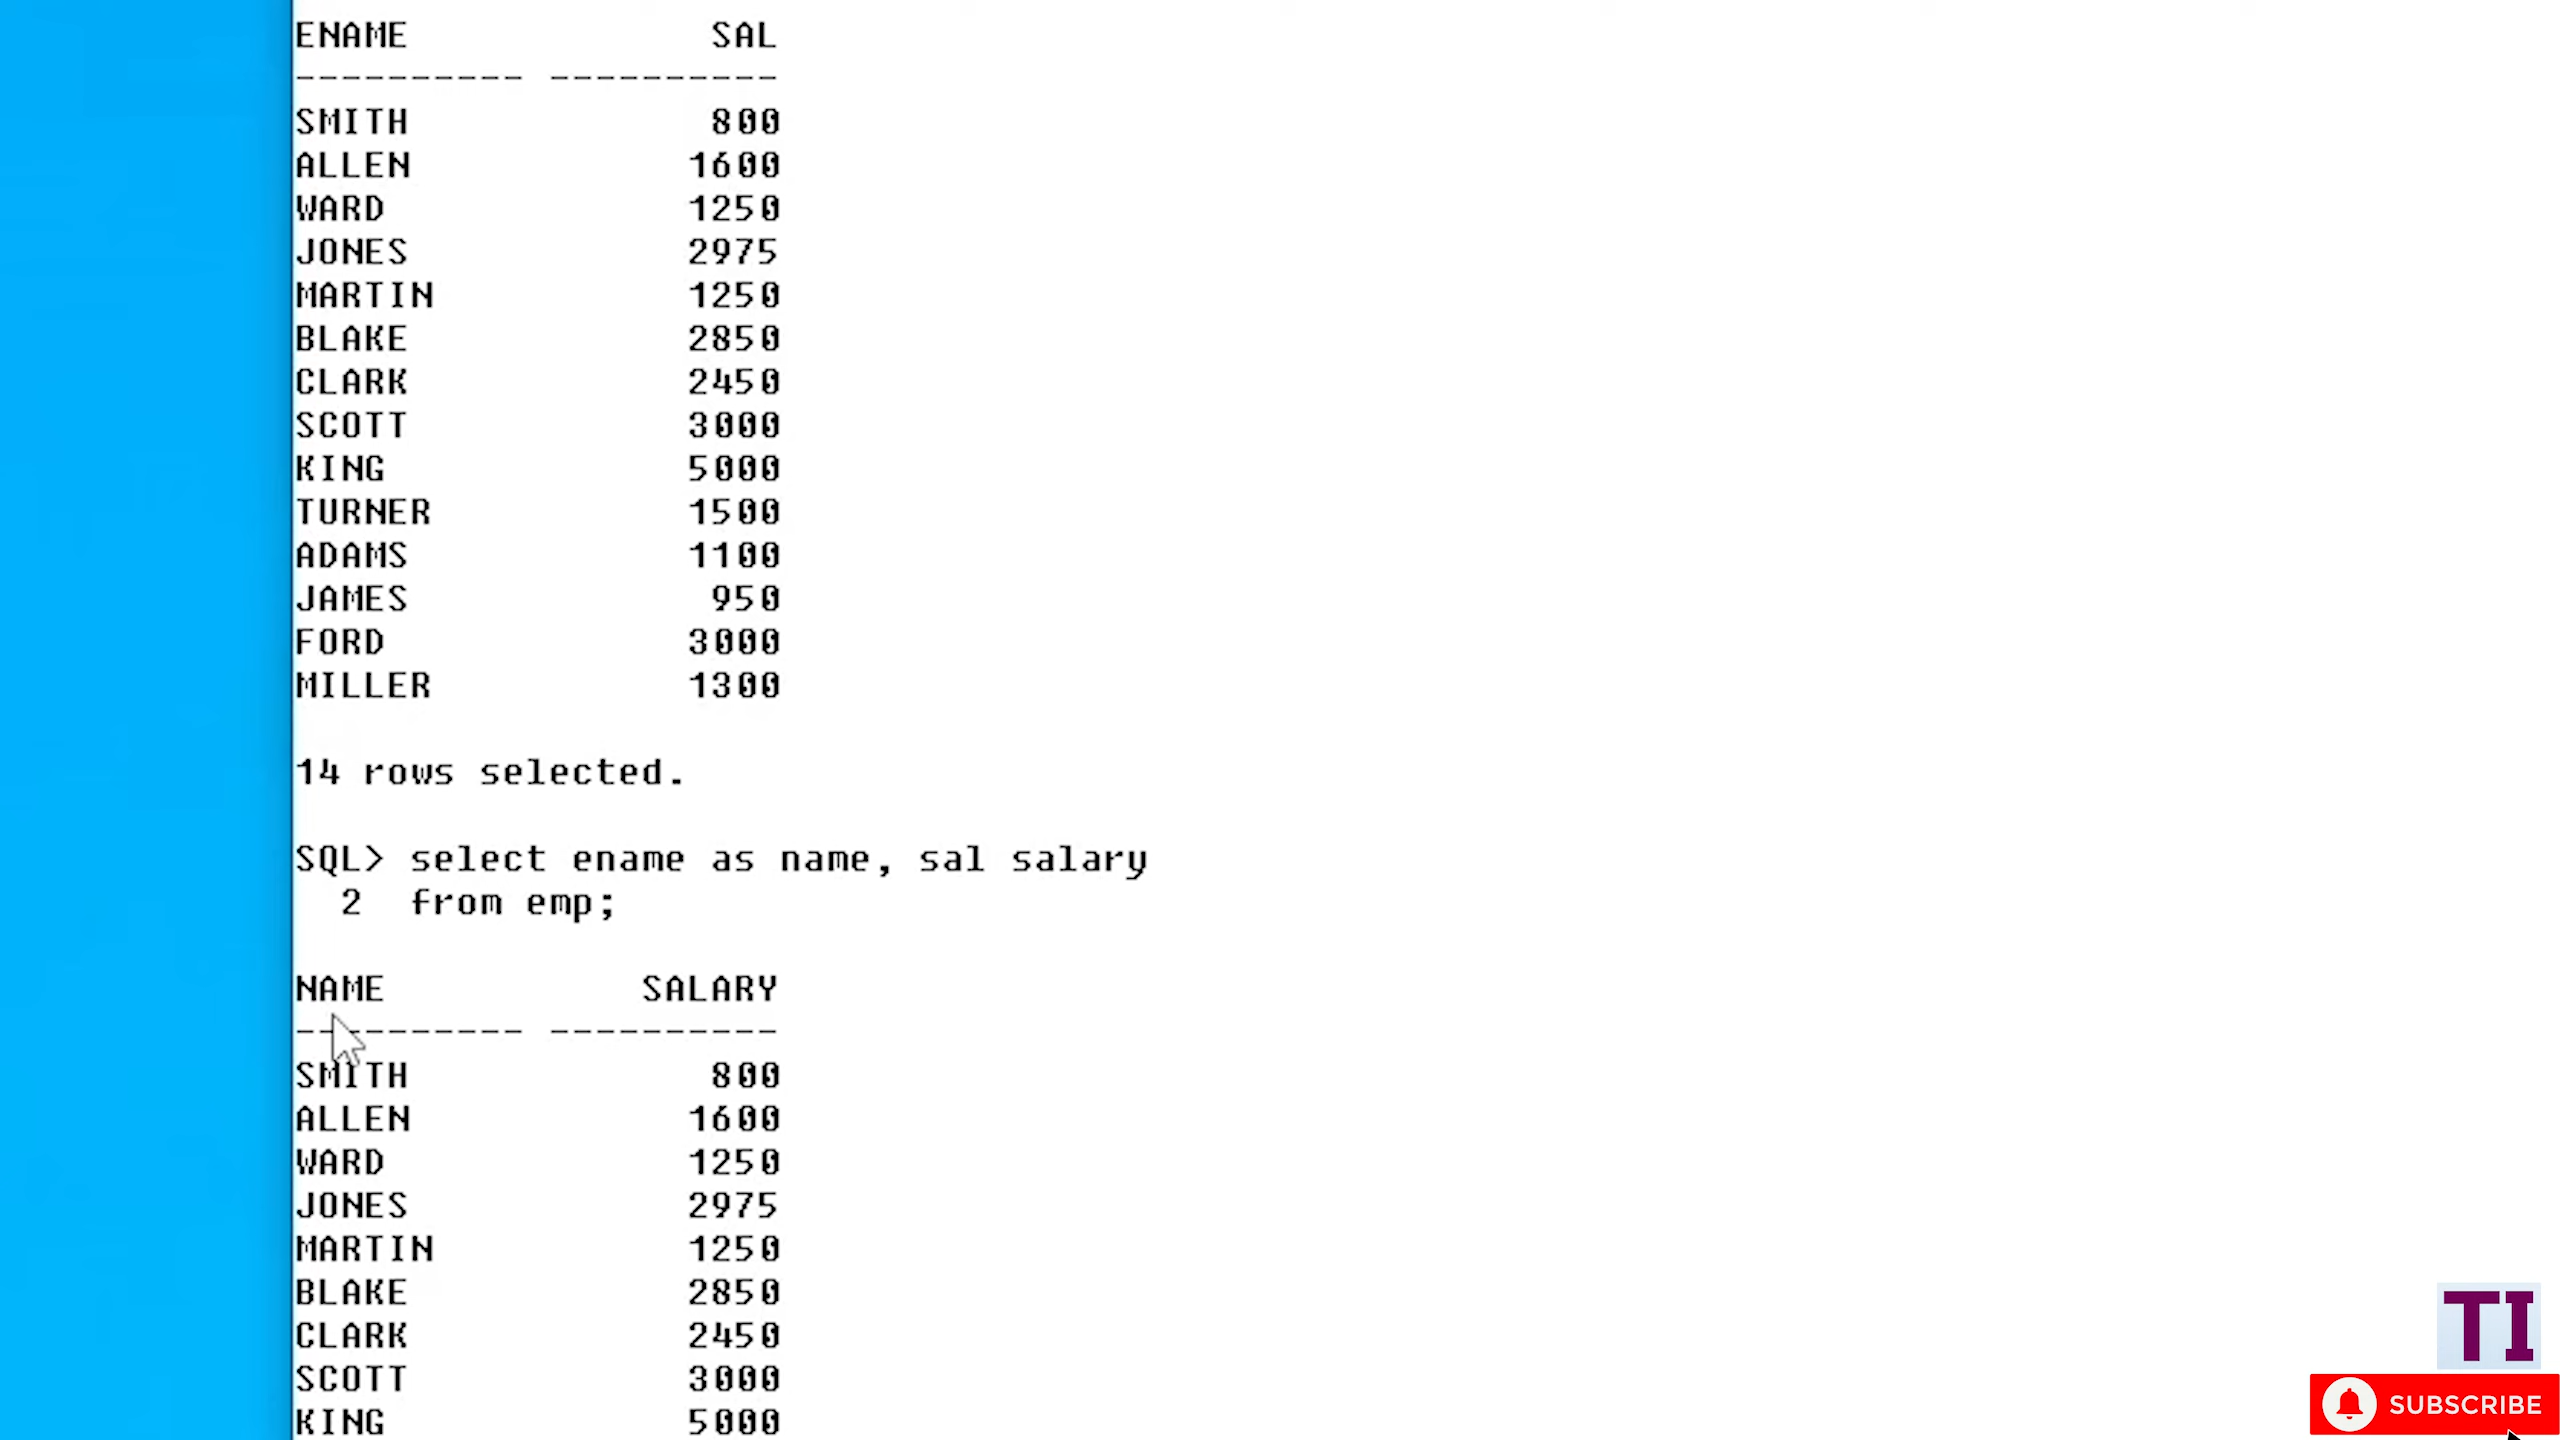 ENAME SAL
---------- ----------
SMITH 800
ALLEN 1600
WARD 1250
JONES 2975
MARTIN 1250
BLAKE 2850
CLARK 2450
SCOTT 3000
KING 5000
TURNER 1500
ADAMS 1100
JAMES 950
FORD 3000
MILLER 1300
14 rows selected.
SQL> select ename as name, sal salary
2 from emp;
NAME SALARY
---------- ----------
SMITH 800
ALLEN 1600
WARD 1250
JONES 2975
MARTIN 1250
BLAKE 2850
CLARK 2450
SCOTT 3000
KING 5000
TI
SUBSCRIBE